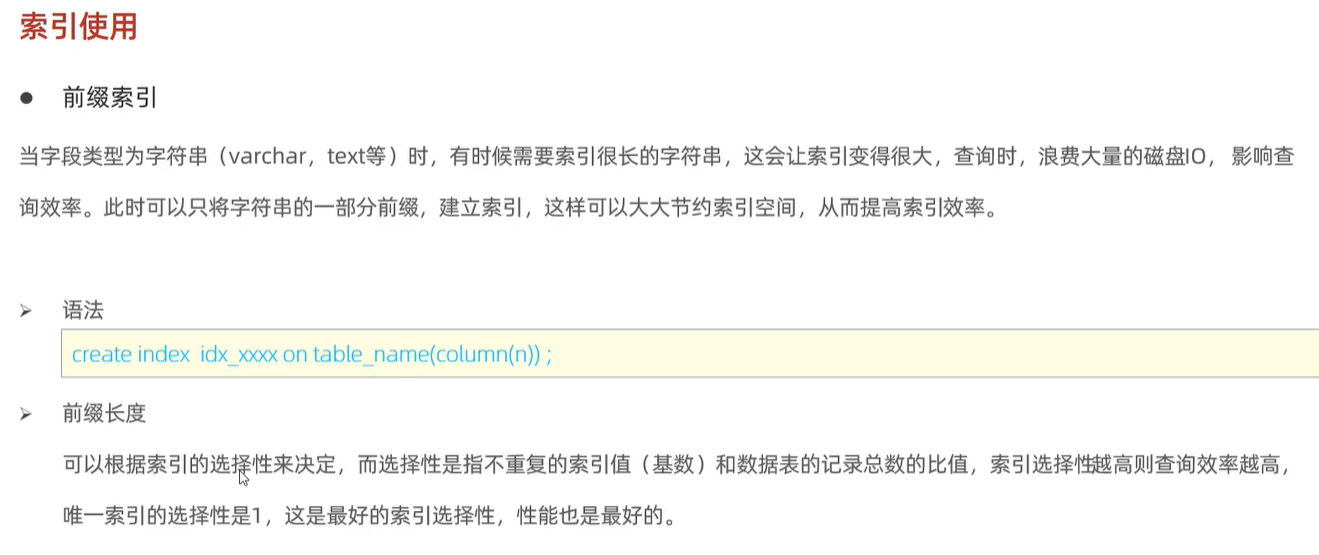 索引使用
● 前缀索引
当字段类型为字符串（varchar，text等）时，有时候需要索引很长的字符串，这会让索引变得很大，查询时，浪费大量的磁盘IO， 影响查
询效率。此时可以只将字符串的一部分前缀，建立索引，这样可以大大节约索引空间，从而提高索引效率。
➢ 语法
create index idx_xxxx on table_name(column(n)) ;
➢ 前缀长度
可以根据索引的选择性来决定，而选择性是指不重复的索引值（基数）和数据表的记录总数的比值，索引选择性越高则查询效率越高，
唯一索引的选择性是1，这是最好的索引选择性，性能也是最好的。